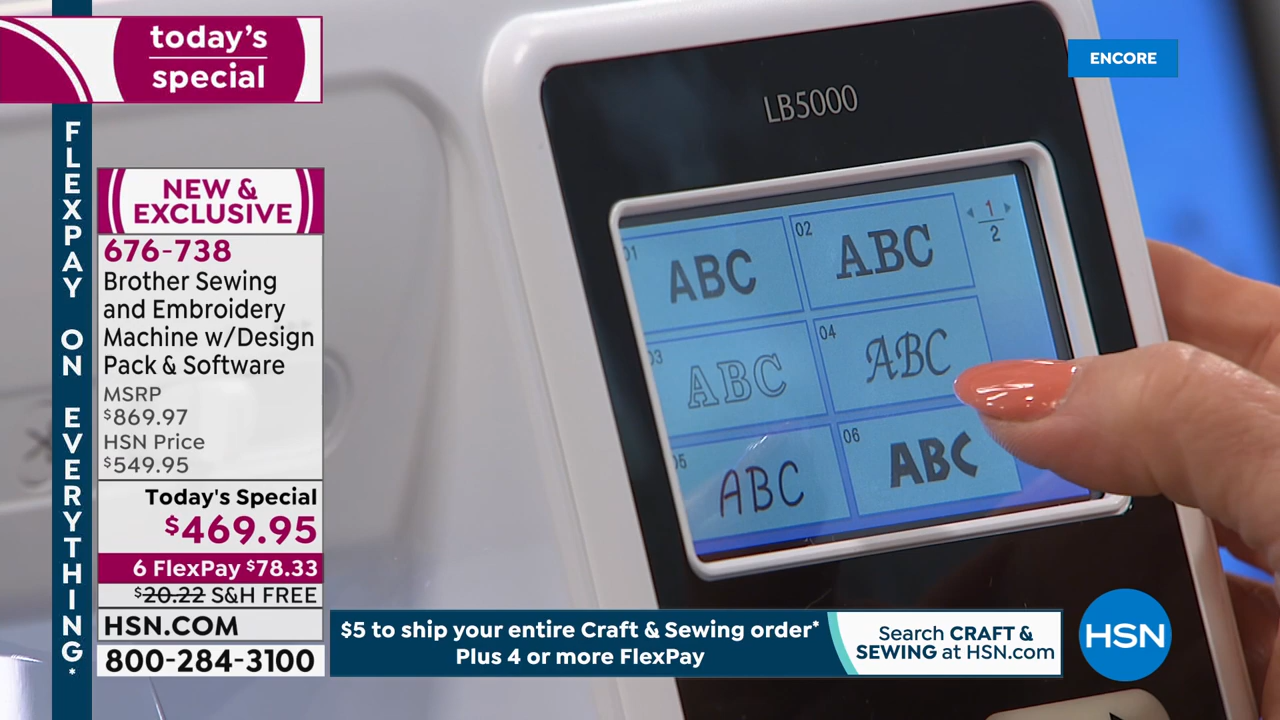 today's
special
ENCORE
FLEXPAY ON EVERYTHING*
NEW &
EXCLUSIVE
676-738
Brother Sewing
and Embroidery
Machine w/Design
Pack & Software
MSRP
$869.97
HSN Price
$549.95
Today's Special
$469.95
6 FlexPay $78.33
$20.22 S&H FREE
HSN.COM
800-284-3100
LB5000
01 ABC
02 ABC
1
2
03 ABC
04 ABC
05 ABC
06 ABC
$5 to ship your entire Craft & Sewing order*
Plus 4 or more FlexPay
Search CRAFT &
SEWING at HSN.com
HSN